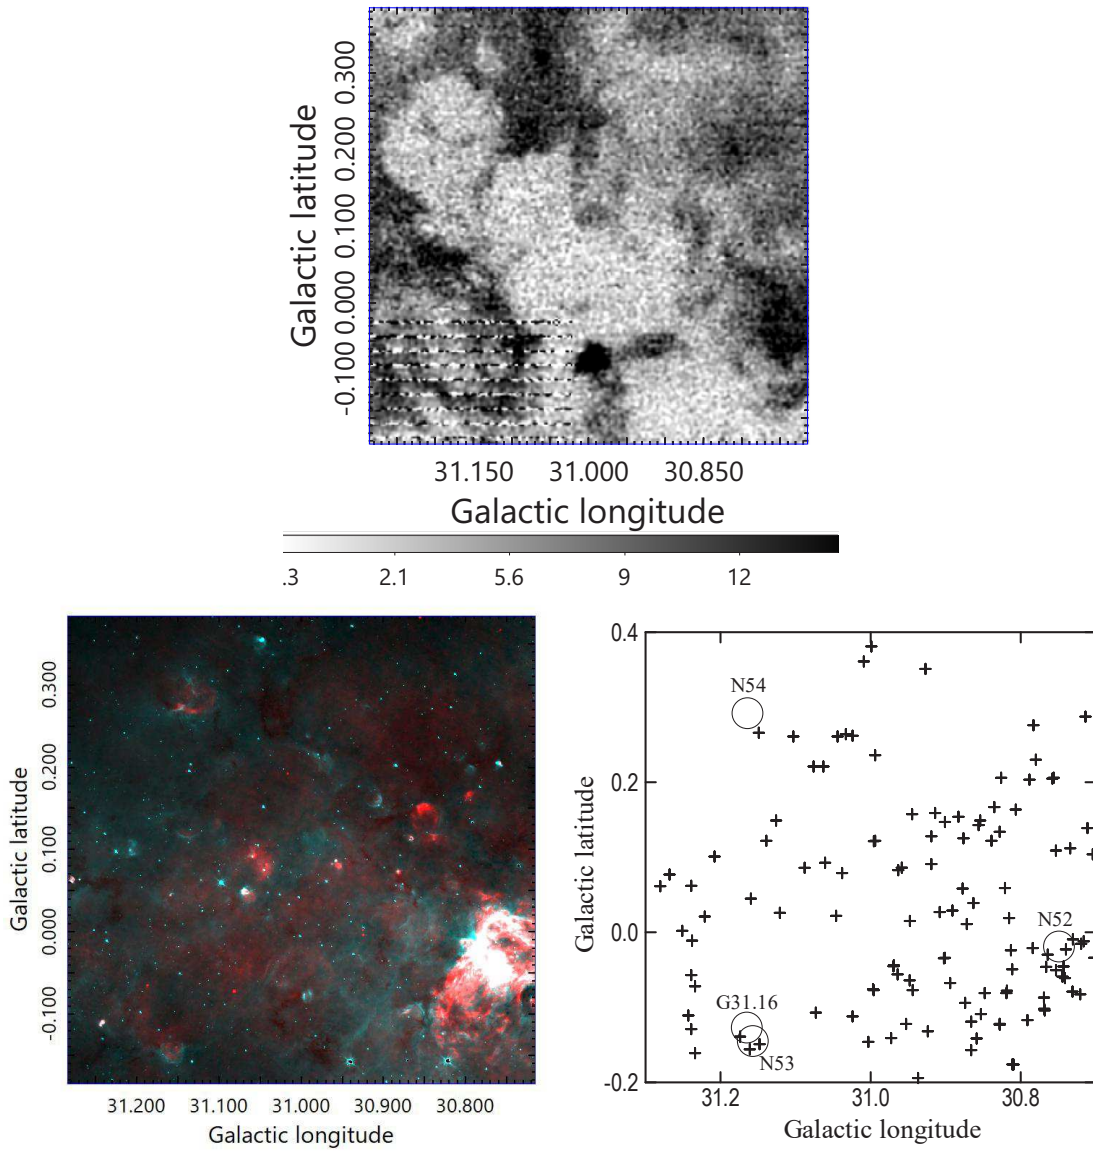 Galactic latitude
0.300
0.200
0.100
0.000
-0.100
31.150 31.000 30.850
Galactic longitude
.3 2.1 5.6 9 12
Galactic latitude
0.300
0.200
0.100
0.000
-0.100
31.200 31.100 31.000 30.900 30.800
Galactic longitude
Galactic latitude
0.4
0.2
0.0
-0.2
N54
N52
G31.16
N53
31.2 31.0 30.8
Galactic longitude